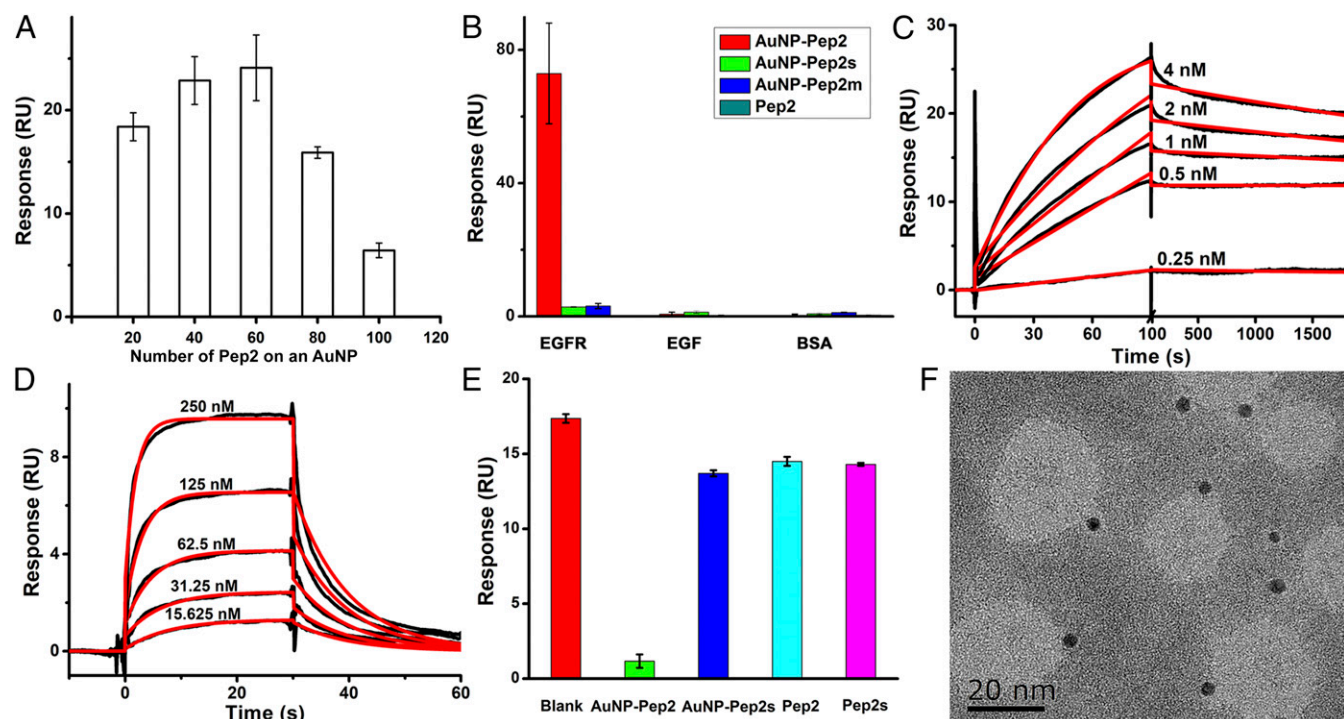 A
Response (RU)
20
10
0
20 40 60 80 100 120
Number of Pep2 on an AuNP
B
Response (RU)
80
40
0
AuNP-Pep2
AuNP-Pep2s
AuNP-Pep2m
Pep2
EGFR EGF BSA
C
Response (RU)
30
20
10
0
4 nM
2 nM
1 nM
0.5 nM
0.25 nM
0 30 60 100 500 1000 1500
Time (s)
D
Response (RU)
8
4
0
250 nM
125 nM
62.5 nM
31.25 nM
15.625 nM
0 20 40 60
Time (s)
E
Response (RU)
20
15
10
5
0
Blank AuNP-Pep2 AuNP-Pep2s Pep2 Pep2s
F
20 nm